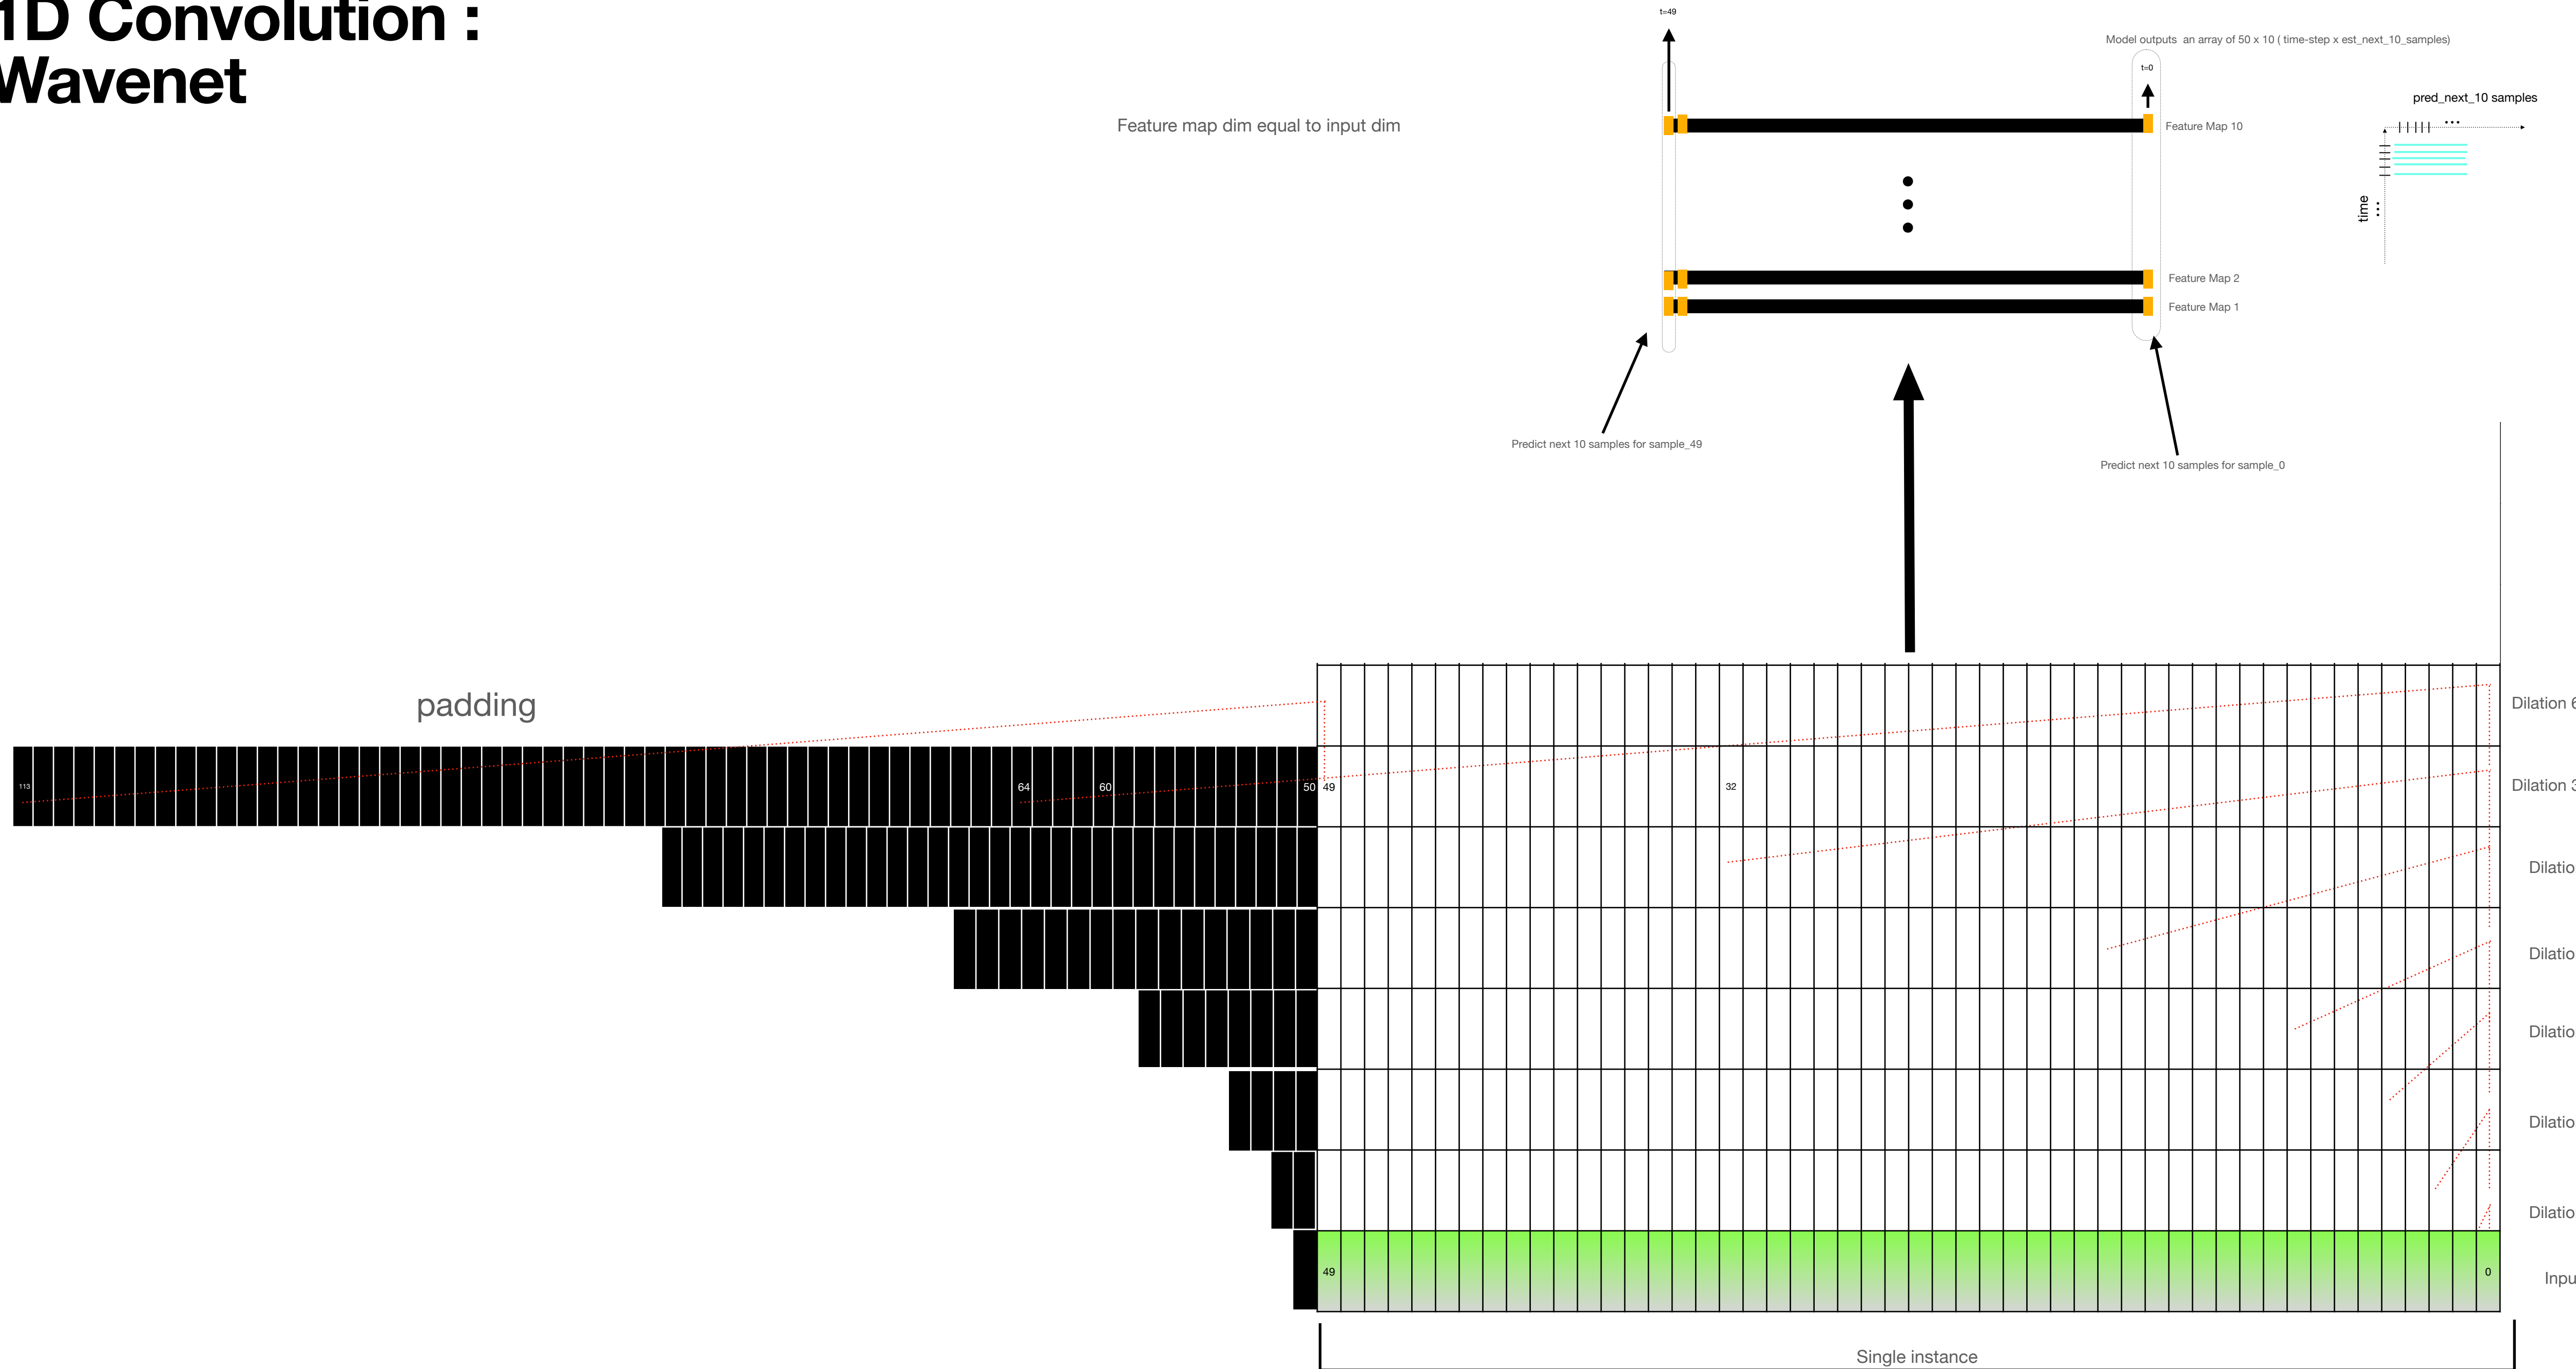 1D Convolution :
Wavenet
t=49
Model outputs an array of 50 x 10 ( time-step x est_next_10_samples)
t=0
pred_next_10 samples
Feature map dim equal to input dim
Feature Map 10
time
Feature Map 2
Feature Map 1
Predict next 10 samples for sample_49
Predict next 10 samples for sample_0
padding
Dilation 6
113
64
60
50
49
32
Dilation 3
Dilatio
Dilatio
Dilatio
Dilatio
Dilatio
49
0
Inpu
Single instance